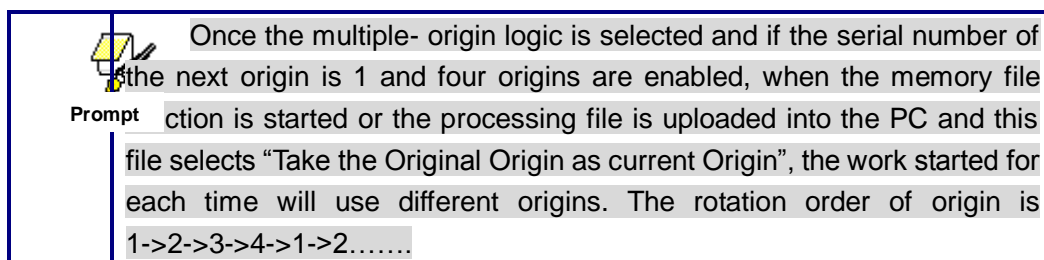 Once the multiple- origin logic is selected and if the serial number of
the next origin is 1 and four origins are enabled, when the memory file
Prompt ction is started or the processing file is uploaded into the PC and this
file selects “Take the Original Origin as current Origin”, the work started for
each time will use different origins. The rotation order of origin is
1->2->3->4->1->2…….